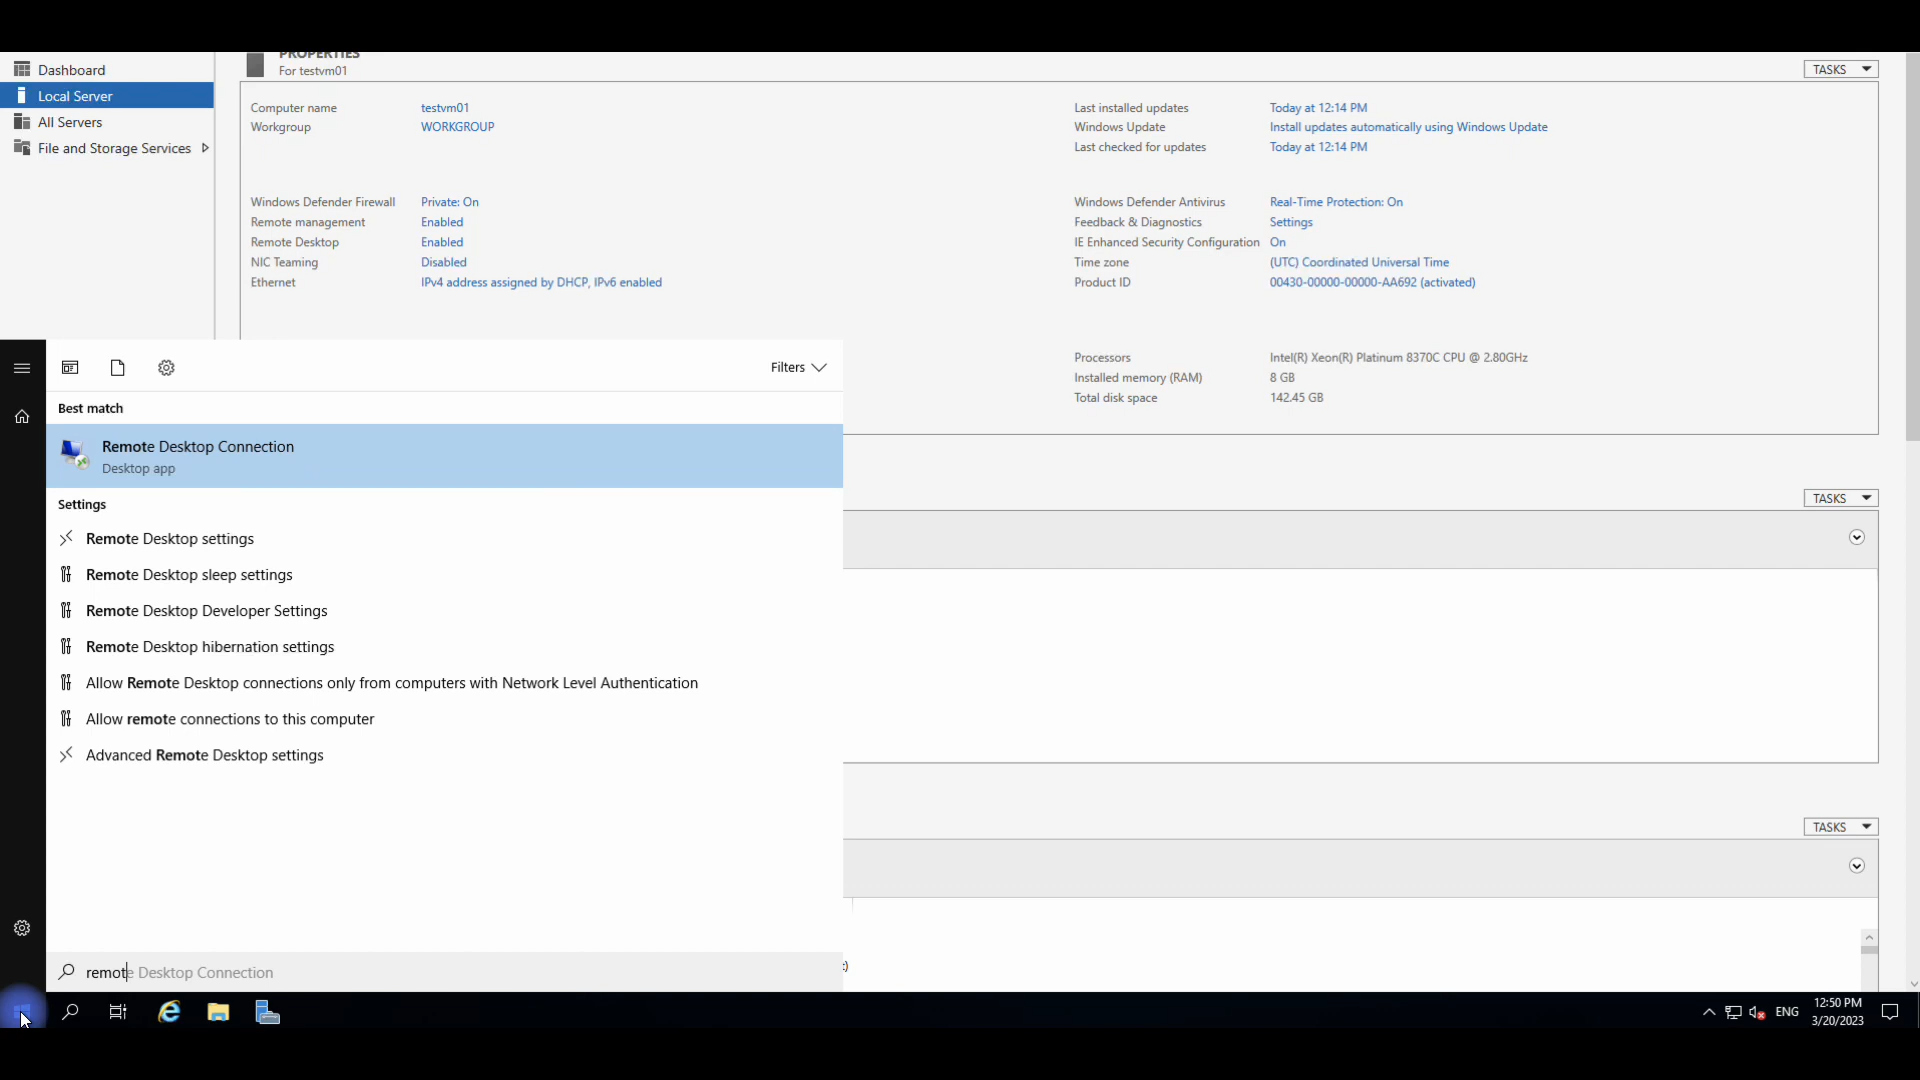 PROPERTIES
For testvm01
TASKS
Dashboard
Local Server
All Servers
File and Storage Services
Computer name testvm01
Workgroup WORKGROUP
Last installed updates Today at 12:14 PM
Windows Update Install updates automatically using Windows Update
Last checked for updates Today at 12:14 PM
Windows Defender Firewall Private: On
Remote management Enabled
Remote Desktop Enabled
NIC Teaming Disabled
Ethernet IPv4 address assigned by DHCP, IPv6 enabled
Windows Defender Antivirus Real-Time Protection: On
Feedback & Diagnostics Settings
IE Enhanced Security Configuration On
Time zone (UTC) Coordinated Universal Time
Product ID 00430-00000-00000-AA692 (activated)
Processors Intel(R) Xeon(R) Platinum 8370C CPU @ 2.80GHz
Installed memory (RAM) 8 GB
Total disk space 142.45 GB
TASKS
TASKS
Filters
Best match
Remote Desktop Connection
Desktop app
Settings
Remote Desktop settings
Remote Desktop sleep settings
Remote Desktop Developer Settings
Remote Desktop hibernation settings
Allow Remote Desktop connections only from computers with Network Level Authentication
Allow remote connections to this computer
Advanced Remote Desktop settings
remote Desktop Connection
ENG
12:50 PM
3/20/2023